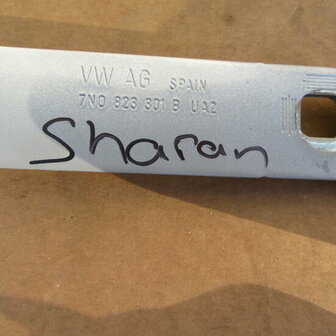 VW AG SPAIN
7N0 823 301 B UA2
Sharan